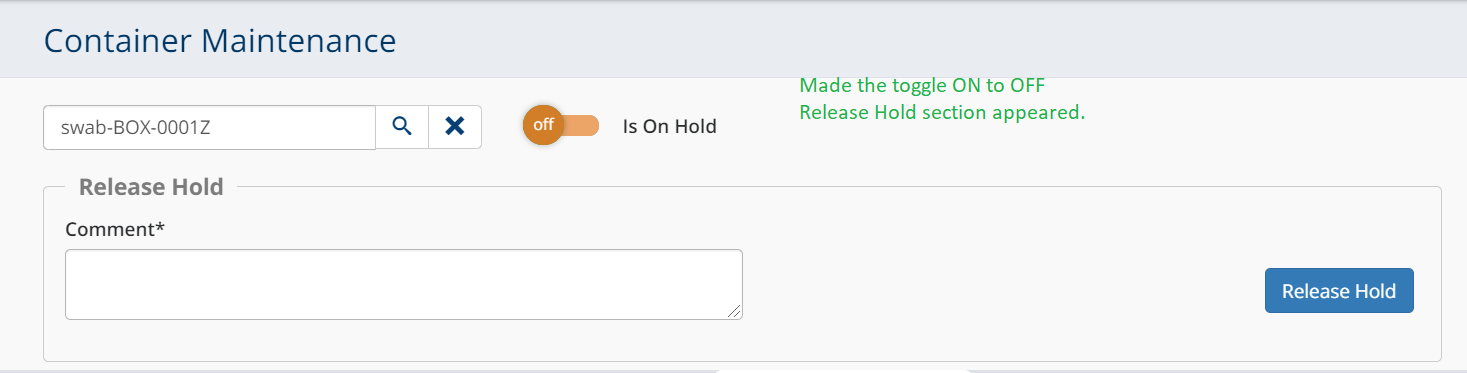 Container Maintenance
Made the toggle ON to OFF
Release Hold section appeared.
swab-BOX-0001Z
off
Is On Hold
Release Hold
Comment*
Release Hold